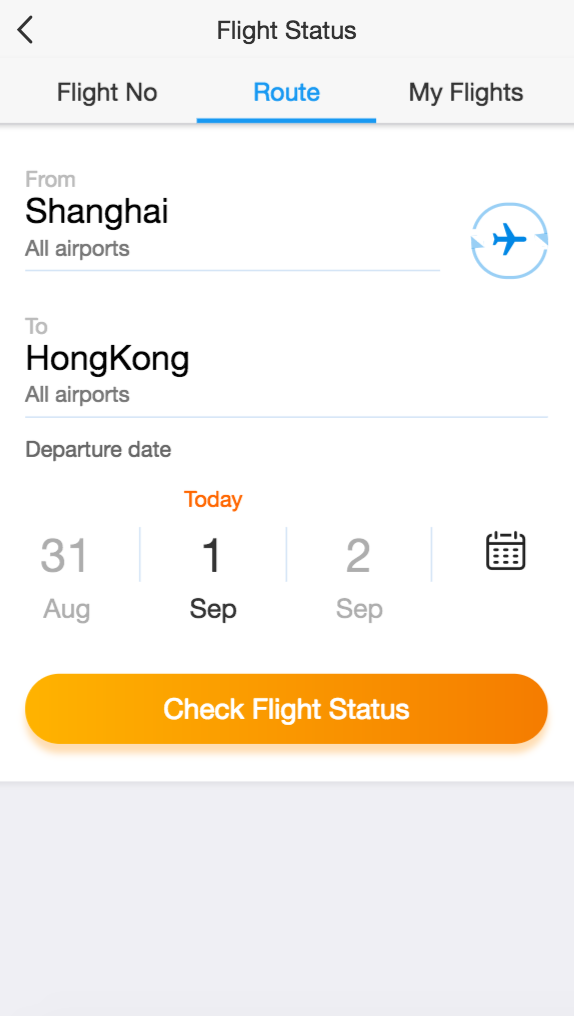 Flight Status
Flight No
Route
My Flights
From
Shanghai
All airports
To
HongKong
All airports
Departure date
Today
31
1
2
Aug
Sep
Sep
Check Flight Status